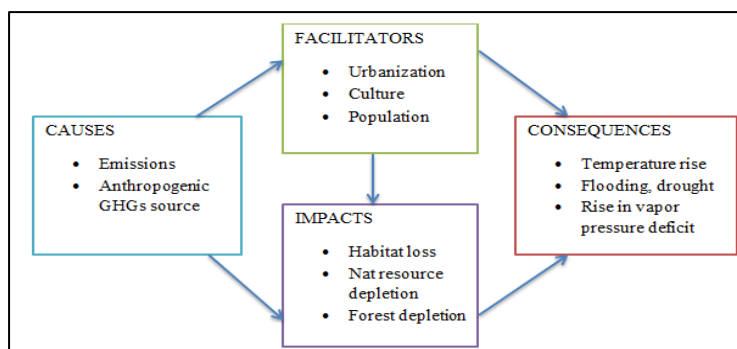 FACILITATORS
• Urbanization
• Culture
• Population
CAUSES
• Emissions
• Anthropogenic
GHGs source
IMPACTS
• Habitat loss
• Nat resource
depletion
• Forest depletion
CONSEQUENCES
• Temperature rise
• Flooding, drought
• Rise in vapor
pressure deficit